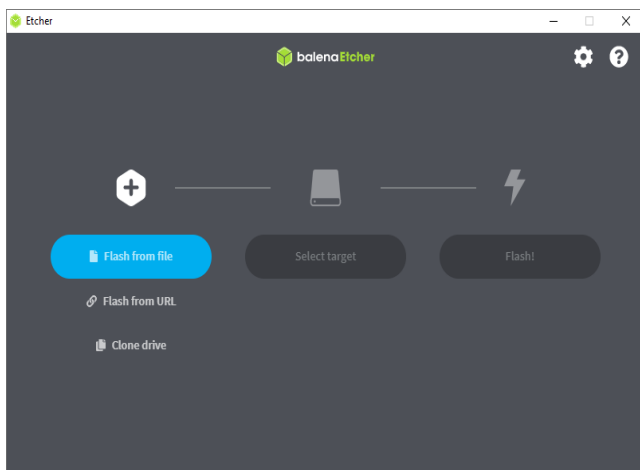 Etcher
balenaEtcher
Flash from file
Select target
Flash!
Flash from URL
Clone drive